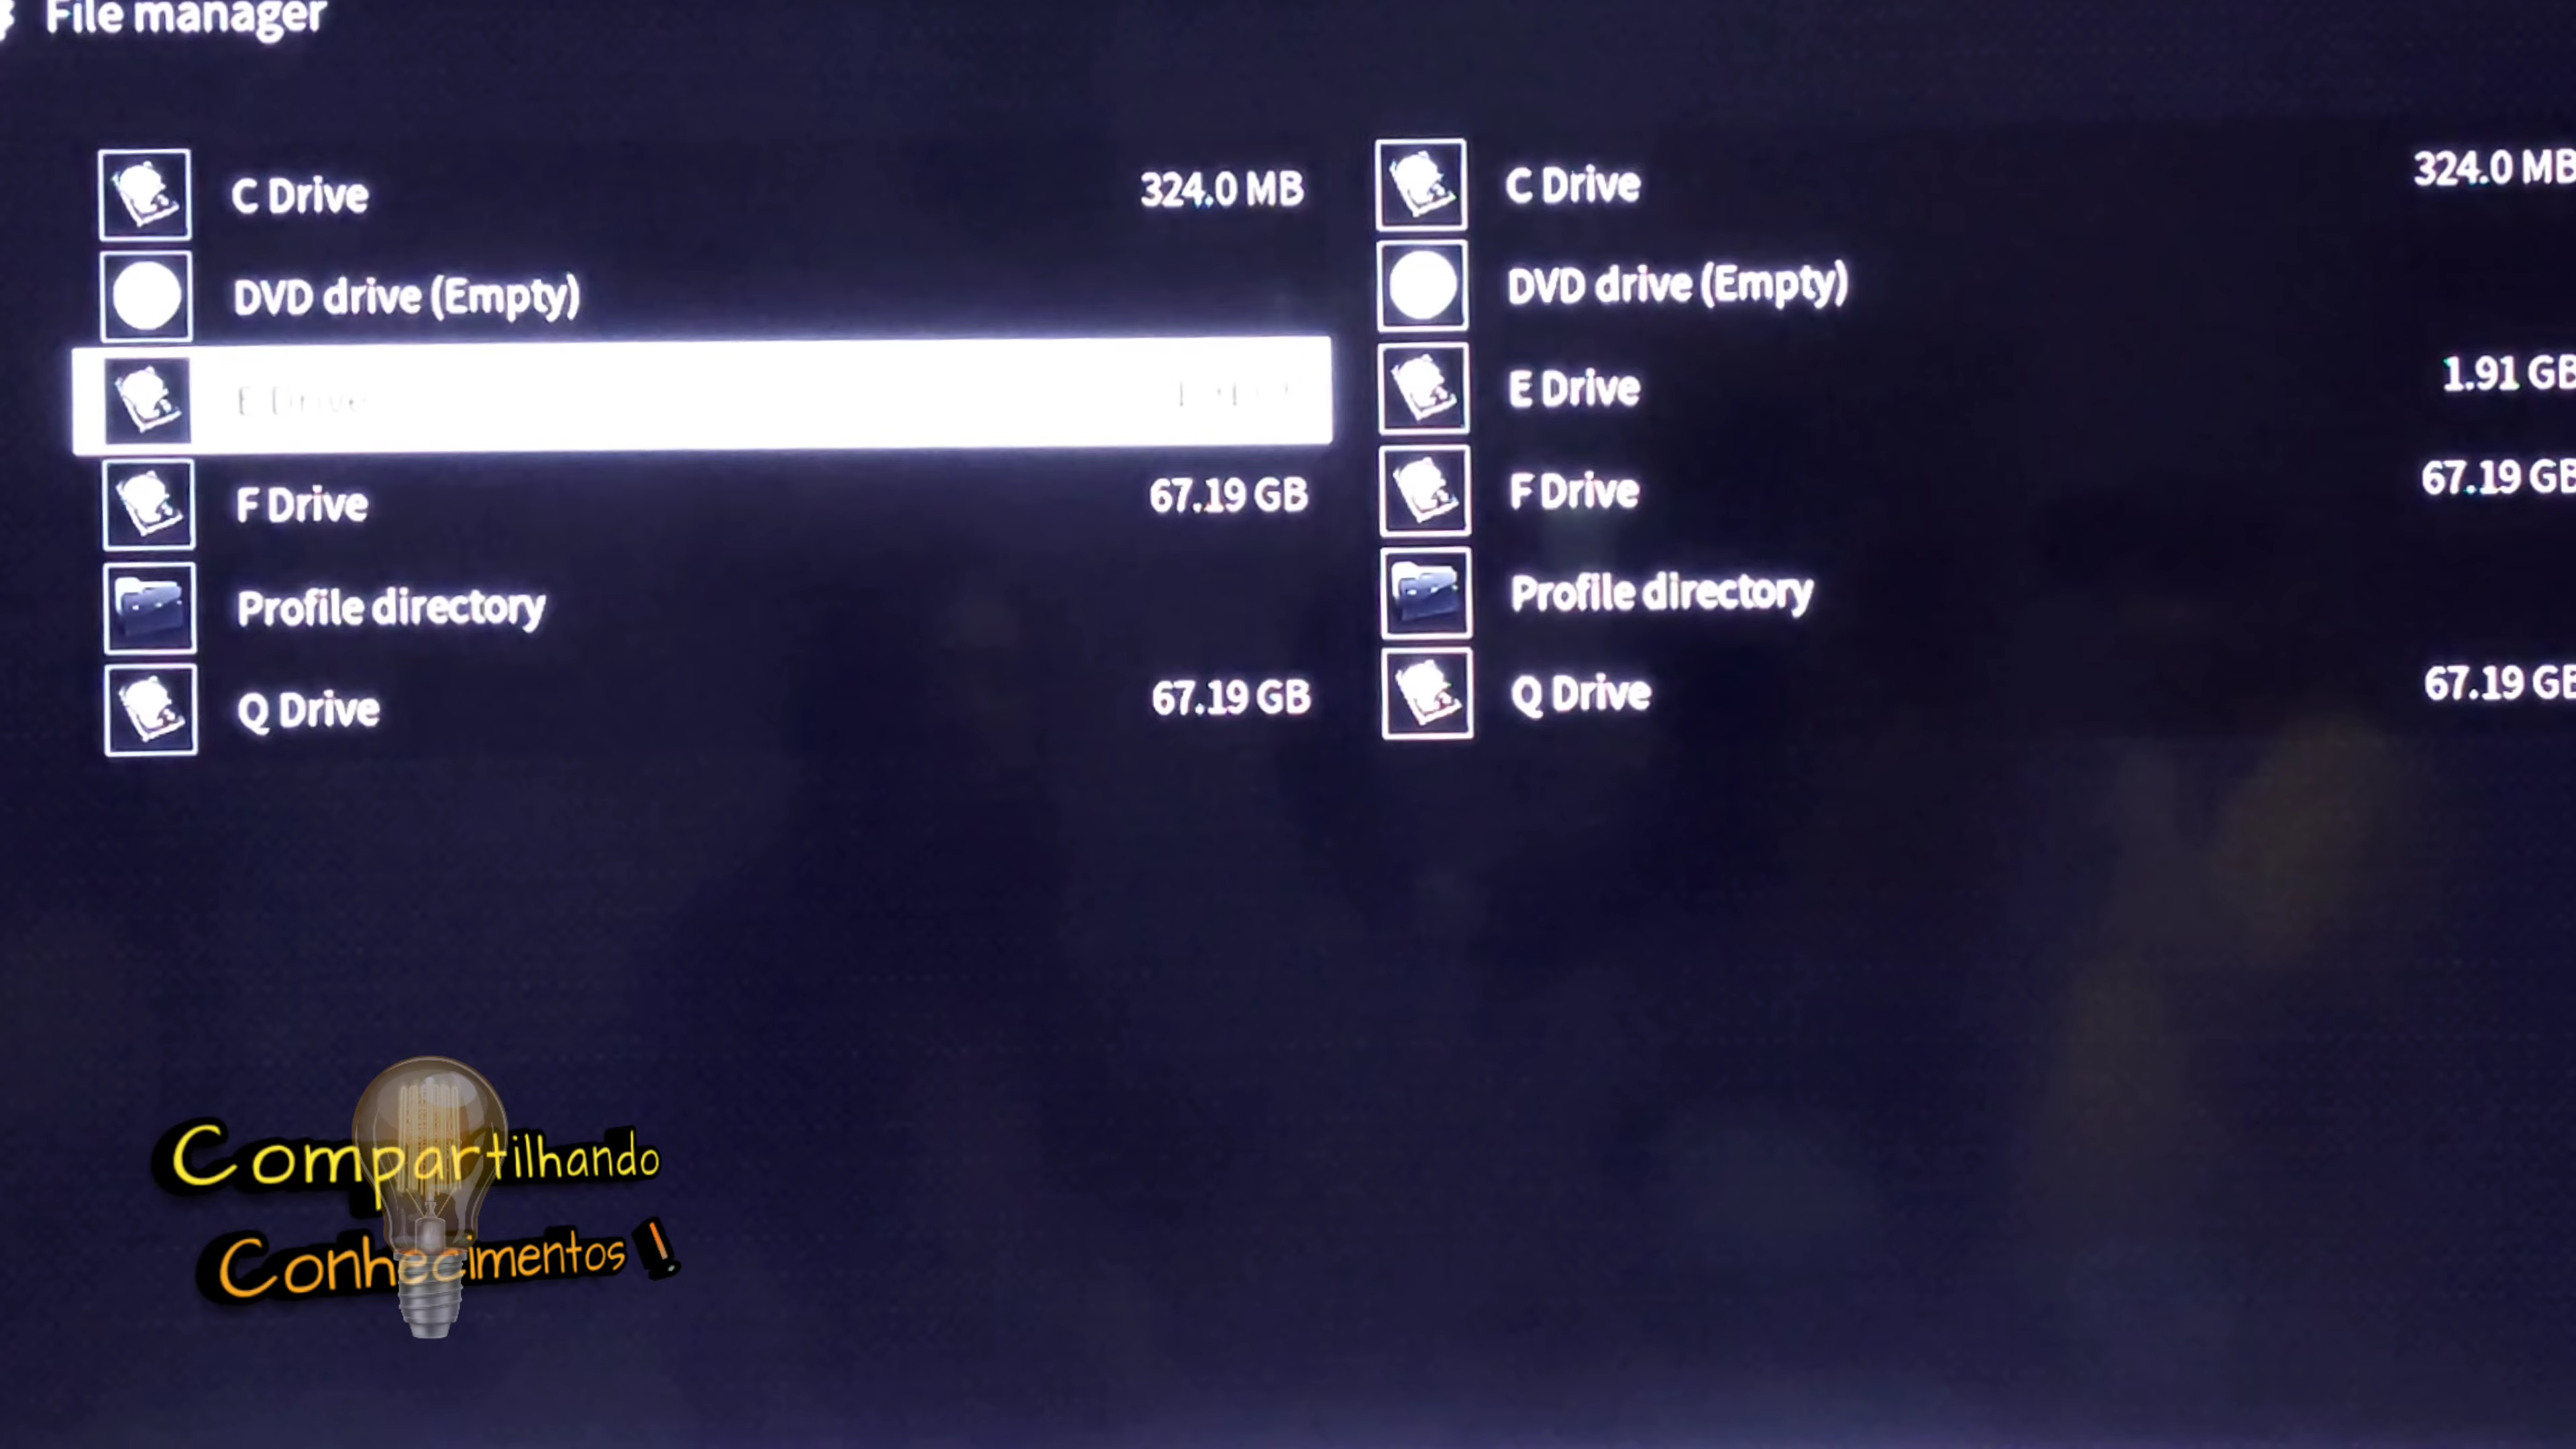 File manager
C Drive 324.0 MB
DVD drive (Empty)
E Drive
F Drive 67.19 GB
Profile directory
Q Drive 67.19 GB
C Drive 324.0 MB
DVD drive (Empty)
E Drive 1.91 GB
F Drive 67.19 GB
Profile directory
Q Drive 67.19 GB
Compartilhando
Conhecimentos!